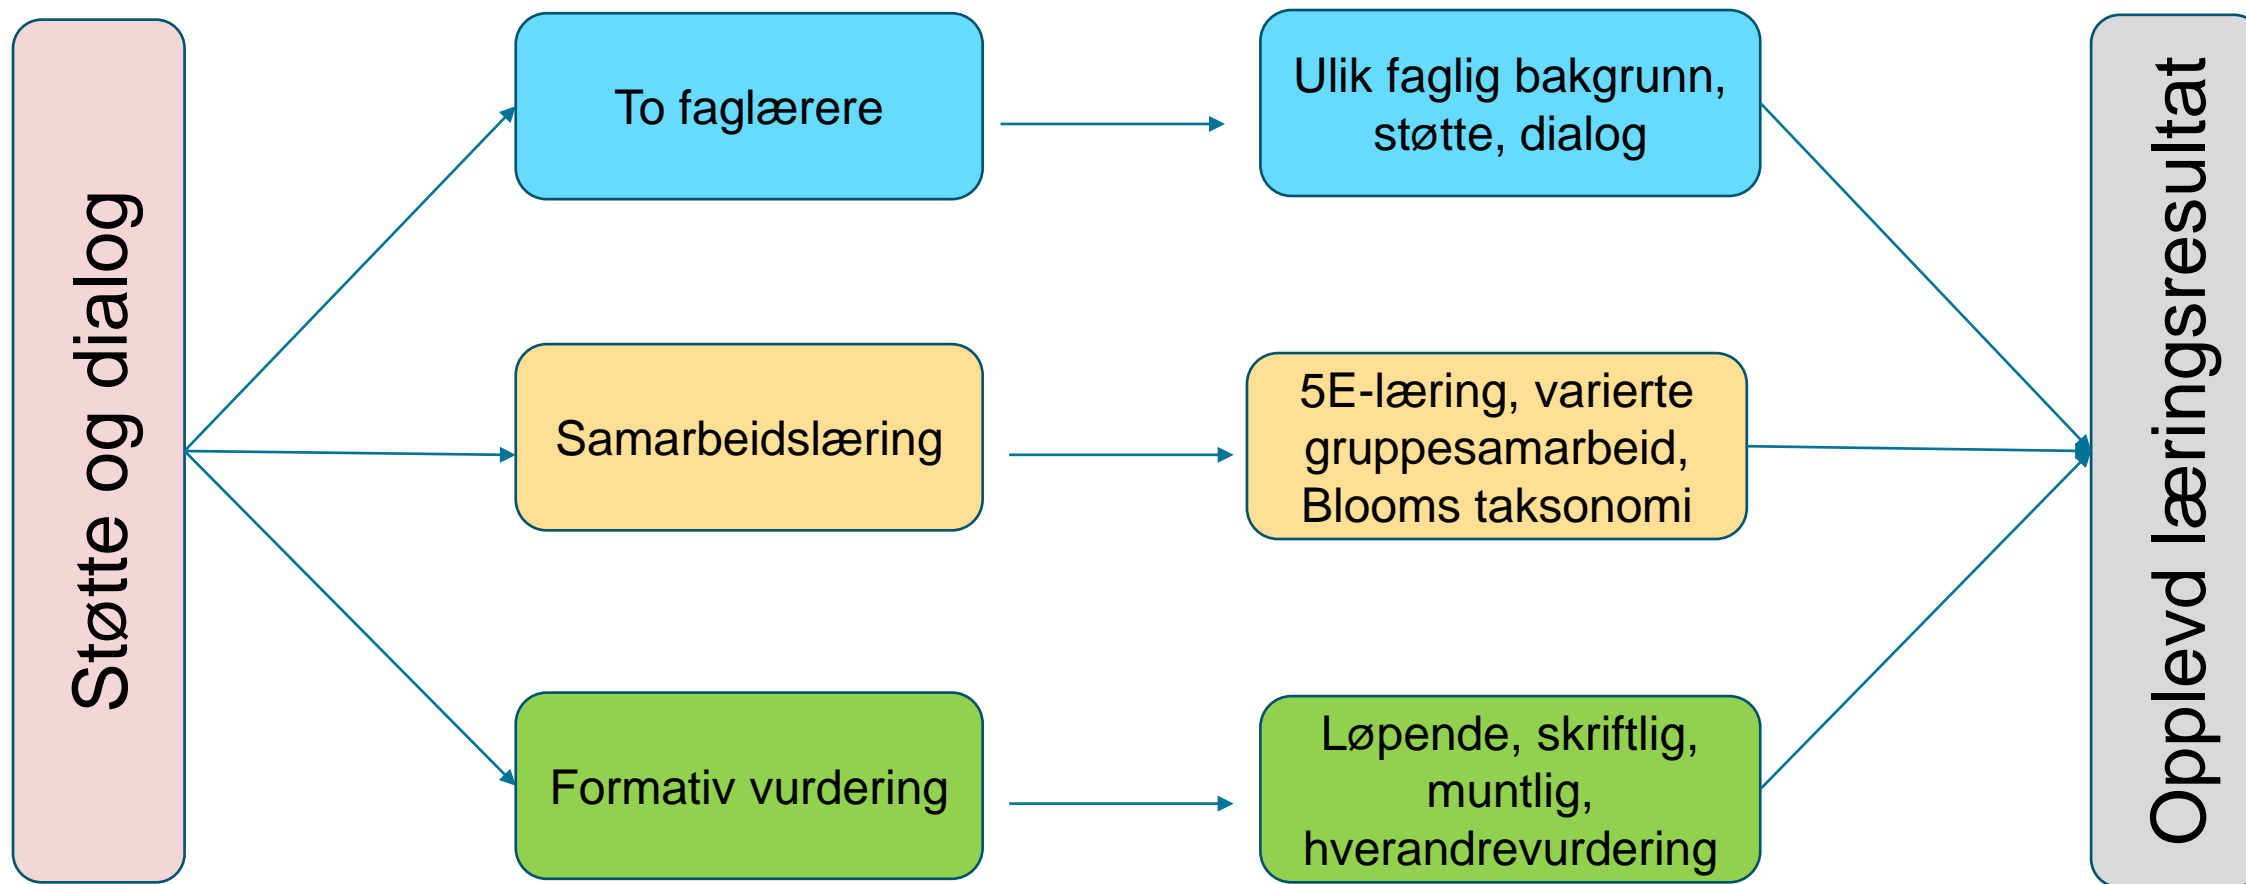 Støtte og dialog
To faglærere
Ulik faglig bakgrunn,
støtte, dialog
Samarbeidslæring
5E-læring, varierte
gruppesamarbeid,
Blooms taksonomi
Formativ vurdering
Løpende, skriftlig,
muntlig,
hverandrevurdering
Opplevd læringsresultat